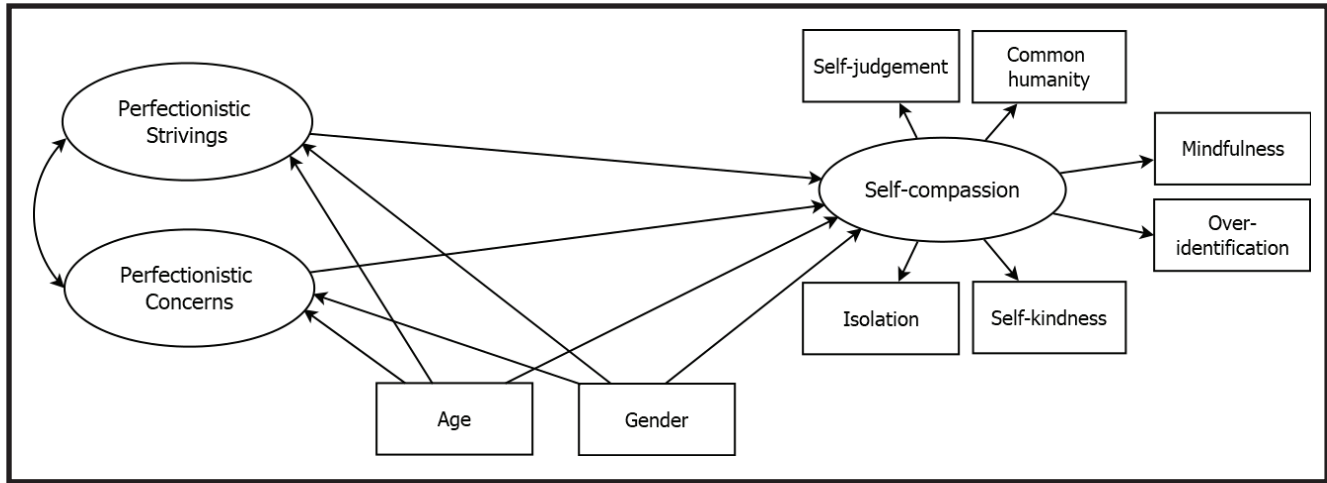 Perfectionistic
Strivings
Perfectionistic
Concerns
Age
Gender
Self-compassion
Self-judgement
Common
humanity
Mindfulness
Over-
identification
Isolation
Self-kindness